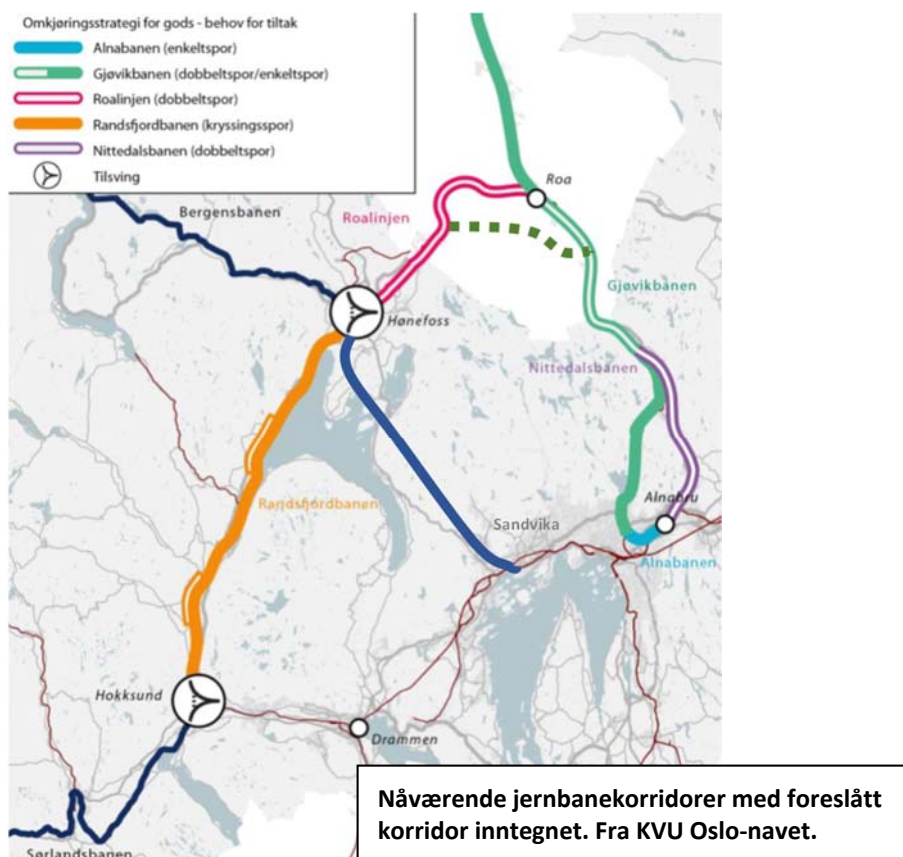 Omkjøringsstrategi for gods - behov for tiltak
Alnabanen (enkeltspor)
Gjøvikbanen (dobbeltspor/enkeltspor)
Roalinjen (dobbeltspor)
Randsfjordbanen (kryssingsspor)
Nittedalsbanen (dobbeltspor)
Tilsving
Roa
Bergensbanen
Roalinjen
Gjøvikbanen
Hønefoss
Nittedalsbanen
Alnabru
Randsfjordbanen
Sandvika
Alnabanen
Hokksund
Drammen
Sørlandsbanen
Nåværende jernbanekorridorer med foreslått
korridor inntegnet. Fra KVU Oslo-navet.